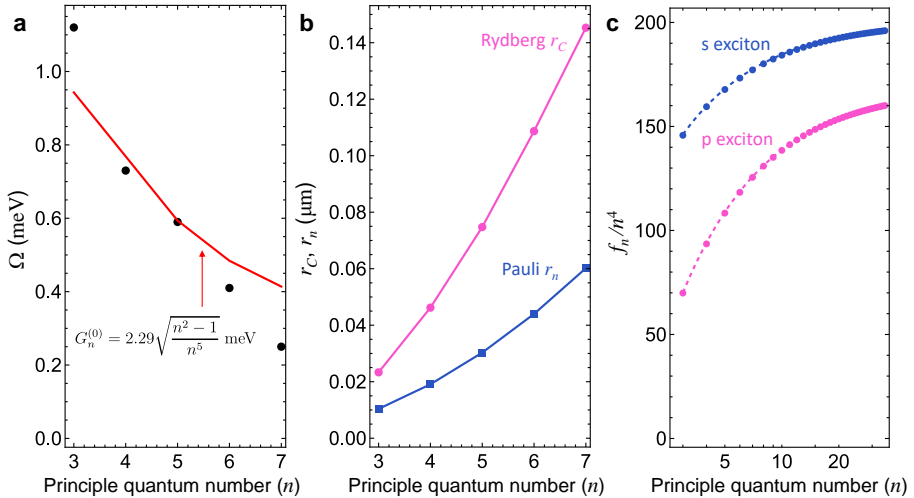 a
1.0
0.8
0.6
0.4
0.2
0.0
Ω (meV)
G_n^{(0)} = 2.29\sqrt{\frac{n^2 − 1}{n^5}} meV
3 4 5 6 7
Principle quantum number (n)
b
0.14
0.12
0.10
0.08
0.06
0.04
0.02
0.00
r_C, r_n (μm)
Rydberg r_C
Pauli r_n
3 4 5 6 7
Principle quantum number (n)
c
200
150
100
50
0
f_n/n^4
s exciton
p exciton
5 10 20
Principle quantum number (n)